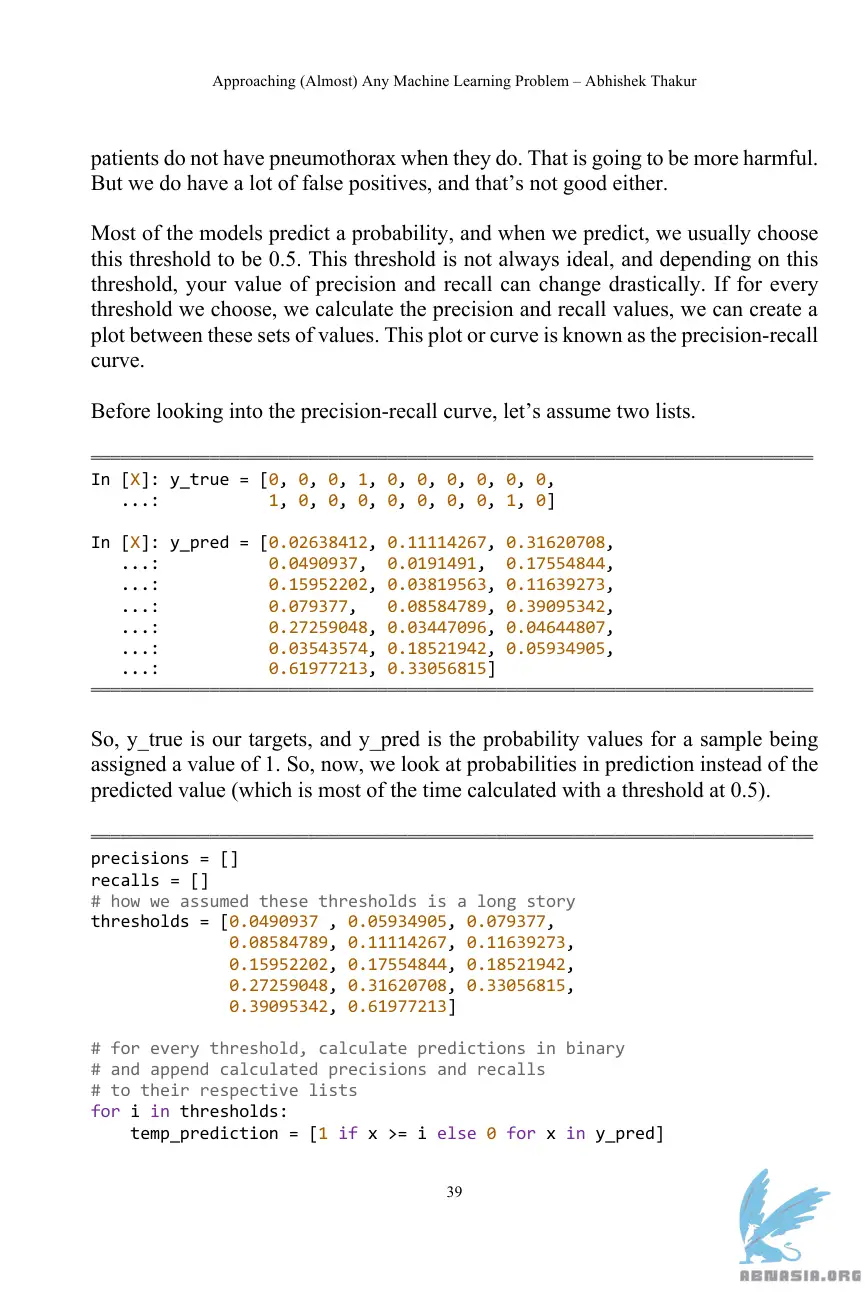 Approaching (Almost) Any Machine Learning Problem – Abhishek Thakur
patients do not have pneumothorax when they do. That is going to be more harmful.
But we do have a lot of false positives, and that’s not good either.
Most of the models predict a probability, and when we predict, we usually choose
this threshold to be 0.5. This threshold is not always ideal, and depending on this
threshold, your value of precision and recall can change drastically. If for every
threshold we choose, we calculate the precision and recall values, we can create a
plot between these sets of values. This plot or curve is known as the precision-recall
curve.
Before looking into the precision-recall curve, let’s assume two lists.
In [X]: y_true = [0, 0, 0, 1, 0, 0, 0, 0, 0, 0,
   ...:           1, 0, 0, 0, 0, 0, 0, 0, 1, 0]
In [X]: y_pred = [0.02638412, 0.11114267, 0.31620708,
   ...:           0.0490937,  0.0191491,  0.17554844,
   ...:           0.15952202, 0.03819563, 0.11639273,
   ...:           0.079377,   0.08584789, 0.39095342,
   ...:           0.27259048, 0.03447096, 0.04644807,
   ...:           0.03543574, 0.18521942, 0.05934905,
   ...:           0.61977213, 0.33056815]
So, y_true is our targets, and y_pred is the probability values for a sample being
assigned a value of 1. So, now, we look at probabilities in prediction instead of the
predicted value (which is most of the time calculated with a threshold at 0.5).
precisions = []
recalls = []
# how we assumed these thresholds is a long story
thresholds = [0.0490937 , 0.05934905, 0.079377,
              0.08584789, 0.11114267, 0.11639273,
              0.15952202, 0.17554844, 0.18521942,
              0.27259048, 0.31620708, 0.33056815,
              0.39095342, 0.61977213]
# for every threshold, calculate predictions in binary
# and append calculated precisions and recalls
# to their respective lists
for i in thresholds:
    temp_prediction = [1 if x >= i else 0 for x in y_pred]
39
ABNASIA.ORG